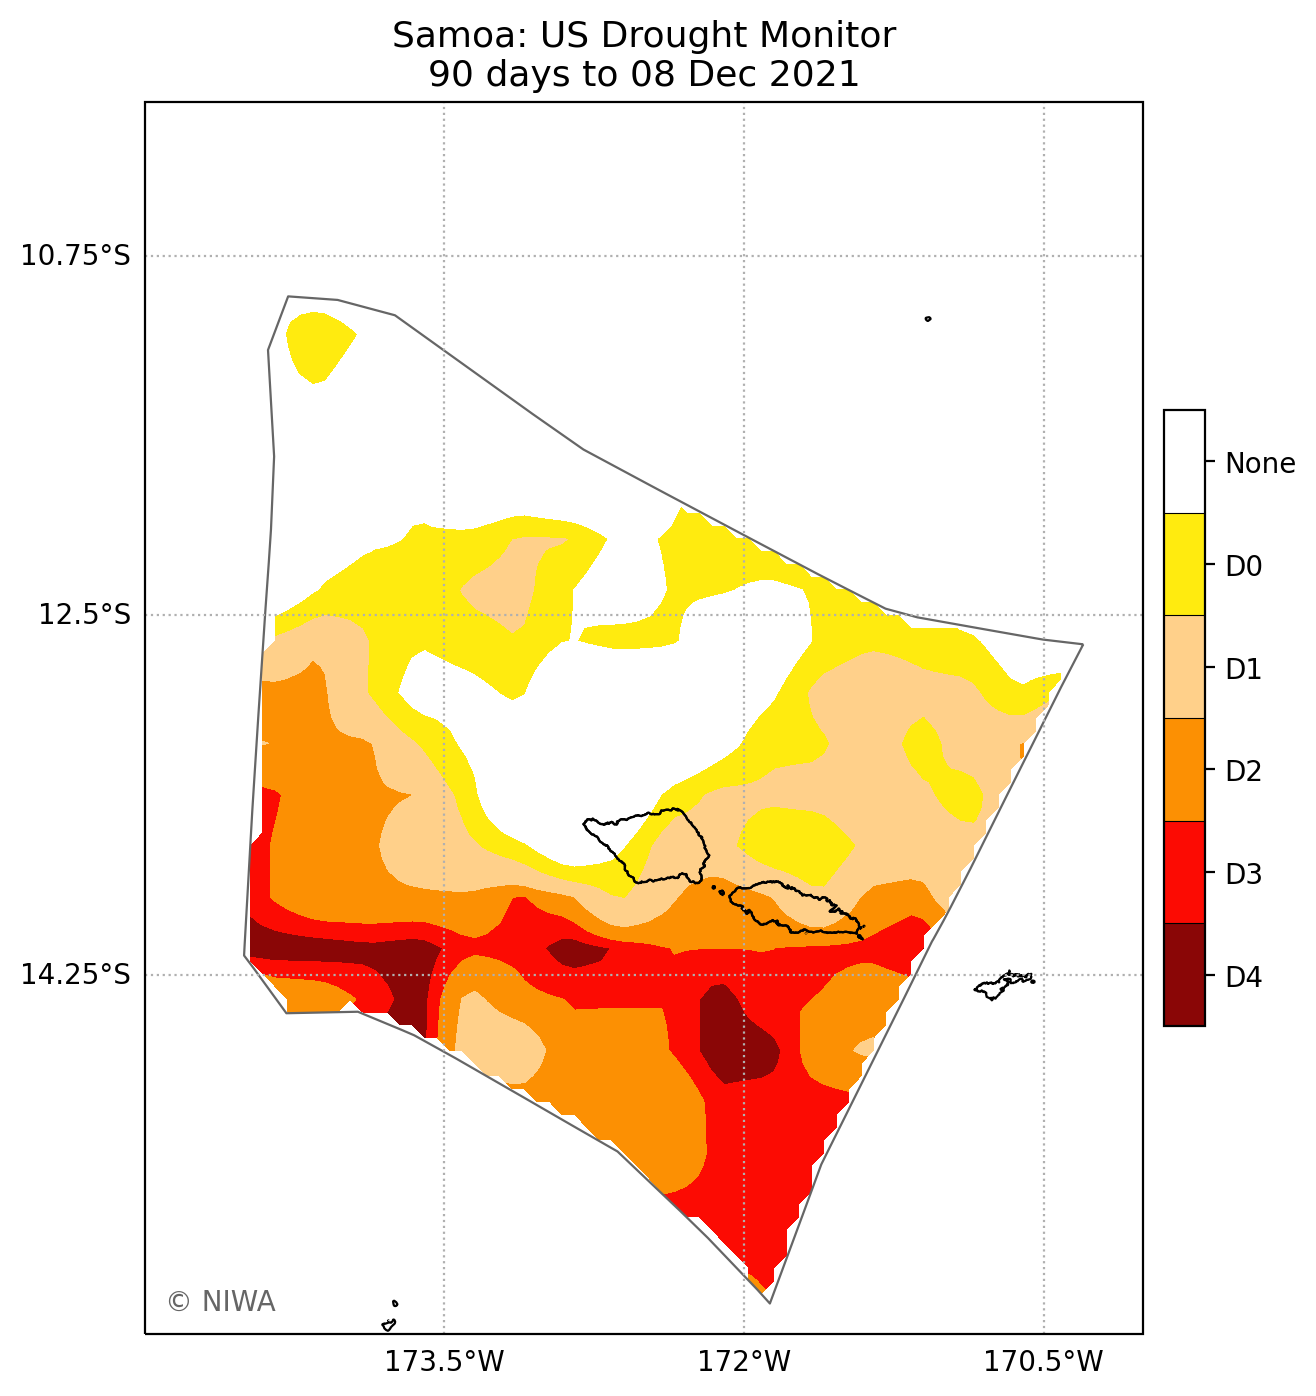 Samoa: US Drought Monitor
90 days to 08 Dec 2021
10.75°S
12.5°S
14.25°S
173.5°W
172°W
170.5°W
None
D0
D1
D2
D3
D4
© NIWA